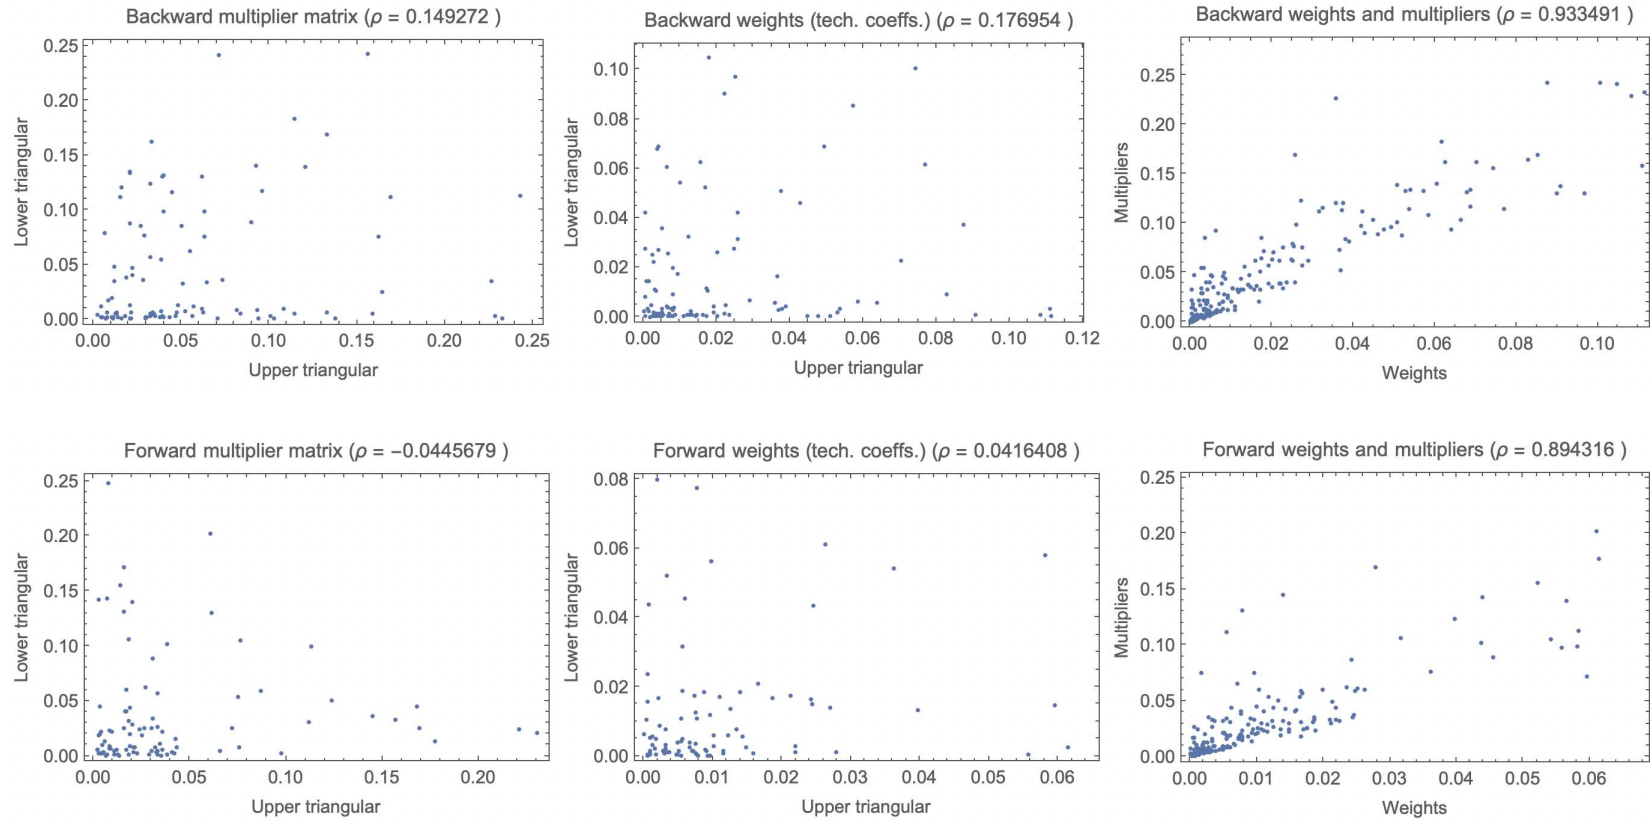 Backward multiplier matrix (ρ = 0.149272 )
0.25
0.20
0.15
0.10
0.05
0.00
Lower triangular
0.00 0.05 0.10 0.15 0.20 0.25
Upper triangular
Backward weights (tech. coeffs.) (ρ = 0.176954 )
0.10
0.08
0.06
0.04
0.02
0.00
Lower triangular
0.00 0.02 0.04 0.06 0.08 0.10 0.12
Upper triangular
Backward weights and multipliers (ρ = 0.933491 )
0.25
0.20
0.15
0.10
0.05
0.00
Multipliers
0.00 0.02 0.04 0.06 0.08 0.10
Weights
Forward multiplier matrix (ρ = −0.0445679 )
0.25
0.20
0.15
0.10
0.05
0.00
Lower triangular
0.00 0.05 0.10 0.15 0.20
Upper triangular
Forward weights (tech. coeffs.) (ρ = 0.0416408 )
0.08
0.06
0.04
0.02
0.00
Lower triangular
0.00 0.01 0.02 0.03 0.04 0.05 0.06
Upper triangular
Forward weights and multipliers (ρ = 0.894316 )
0.25
0.20
0.15
0.10
0.05
0.00
Multipliers
0.00 0.01 0.02 0.03 0.04 0.05 0.06
Weights